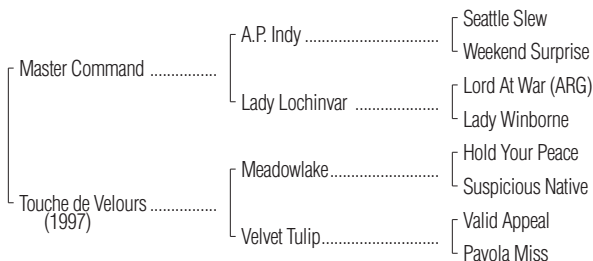 Seattle Slew
A.P. Indy ..........................
Weekend Surprise
Master Command ................
Lord At War (ARG)
Lady Lochinvar ................
Lady Winborne
Hold Your Peace
Meadowlake.....................
Suspicious Native
Touche de Velours ................
(1997)
Valid Appeal
Velvet Tulip.......................
Payola Miss